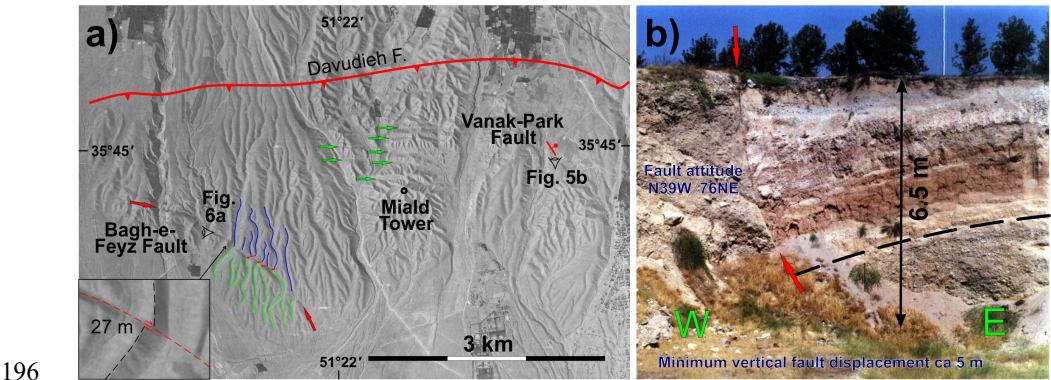 196
a)
51°22'
Davudieh F.
Vanak-Park
Fault
35°45'
35°45'
Fig. 5b
Fig.
6a
Miald
Tower
Bagh-e-
Feyz Fault
27 m
51°22'
3 km
b)
Fault attitude
N39W 76NE
6.5 m
W
E
Minimum vertical fault displacement ca 5 m